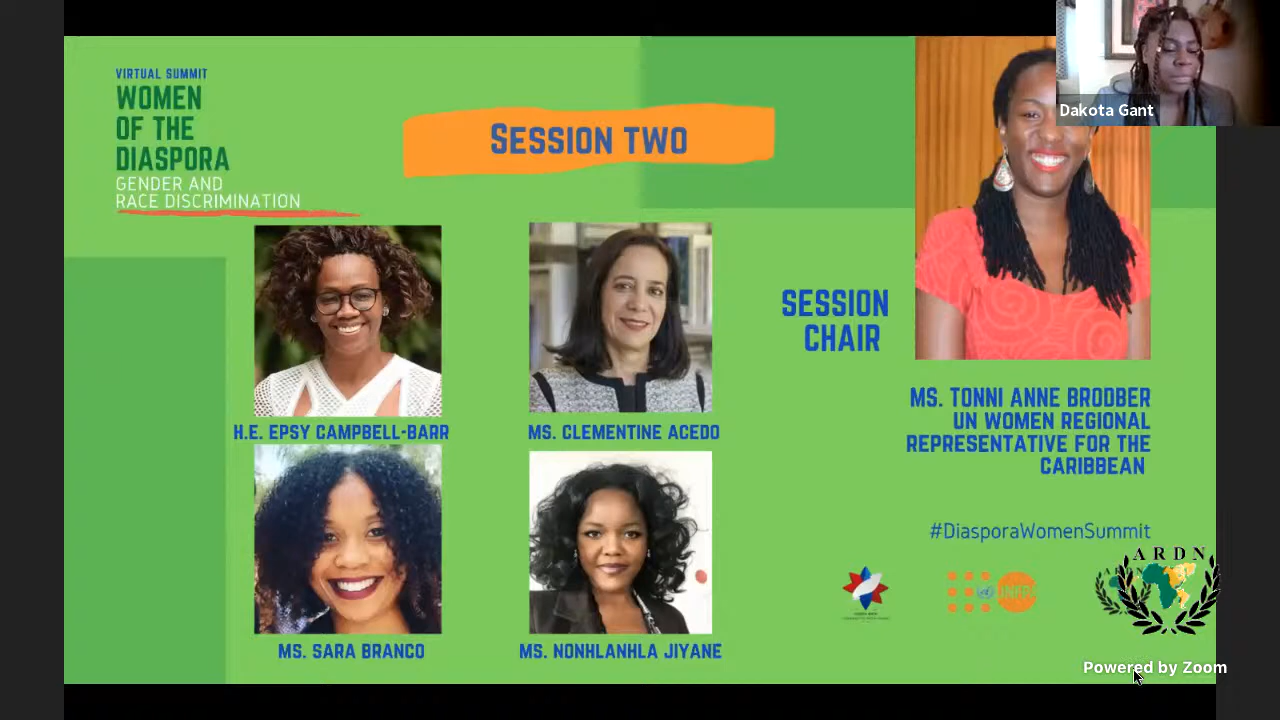 VIRTUAL SUMMIT
WOMEN
OF THE
DIASPORA
GENDER AND
RACE DISCRIMINATION
SESSION TWO
Dakota Gant
SESSION
CHAIR
H.E. EPSY CAMPBELL-BARR
MS. CLEMENTINE ACEDO
MS. TONNI ANNE BRODBER
UN WOMEN REGIONAL
REPRESENTATIVE FOR THE
CARIBBEAN
#DiasporaWomenSummit
ARDN
UNFPA
MS. SARA BRANCO
MS. NONHLANHLA JIYANE
Powered by Zoom